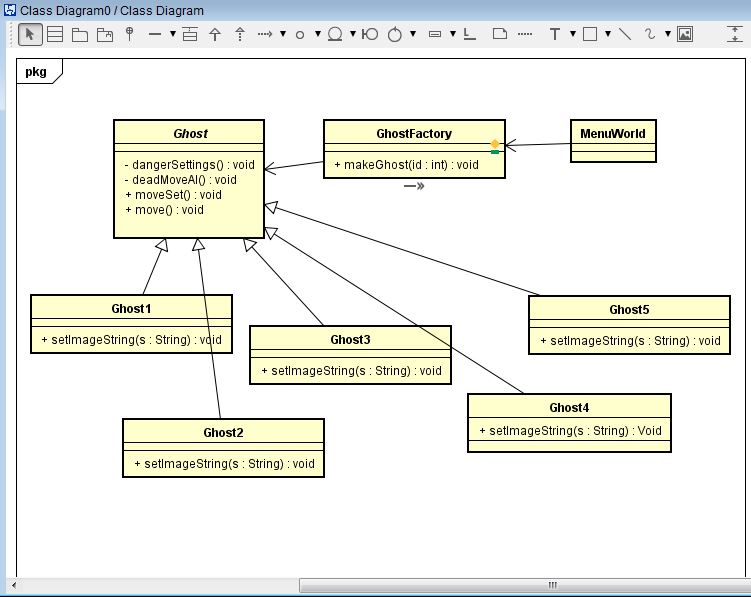 Class Diagram0 / Class Diagram
T
pkg
Ghost
- dangerSettings() : void
- deadMoveAI() : void
+ moveSet() : void
+ move() : void
GhostFactory
+ makeGhost(id : int) : void
MenuWorld
Ghost1
+ setImageString(s : String) : void
Ghost5
+ setImageString(s : String) : void
Ghost3
+ setImageString(s : String) : void
Ghost4
+ setImageString(s : String) : Void
Ghost2
+ setImageString(s : String) : void